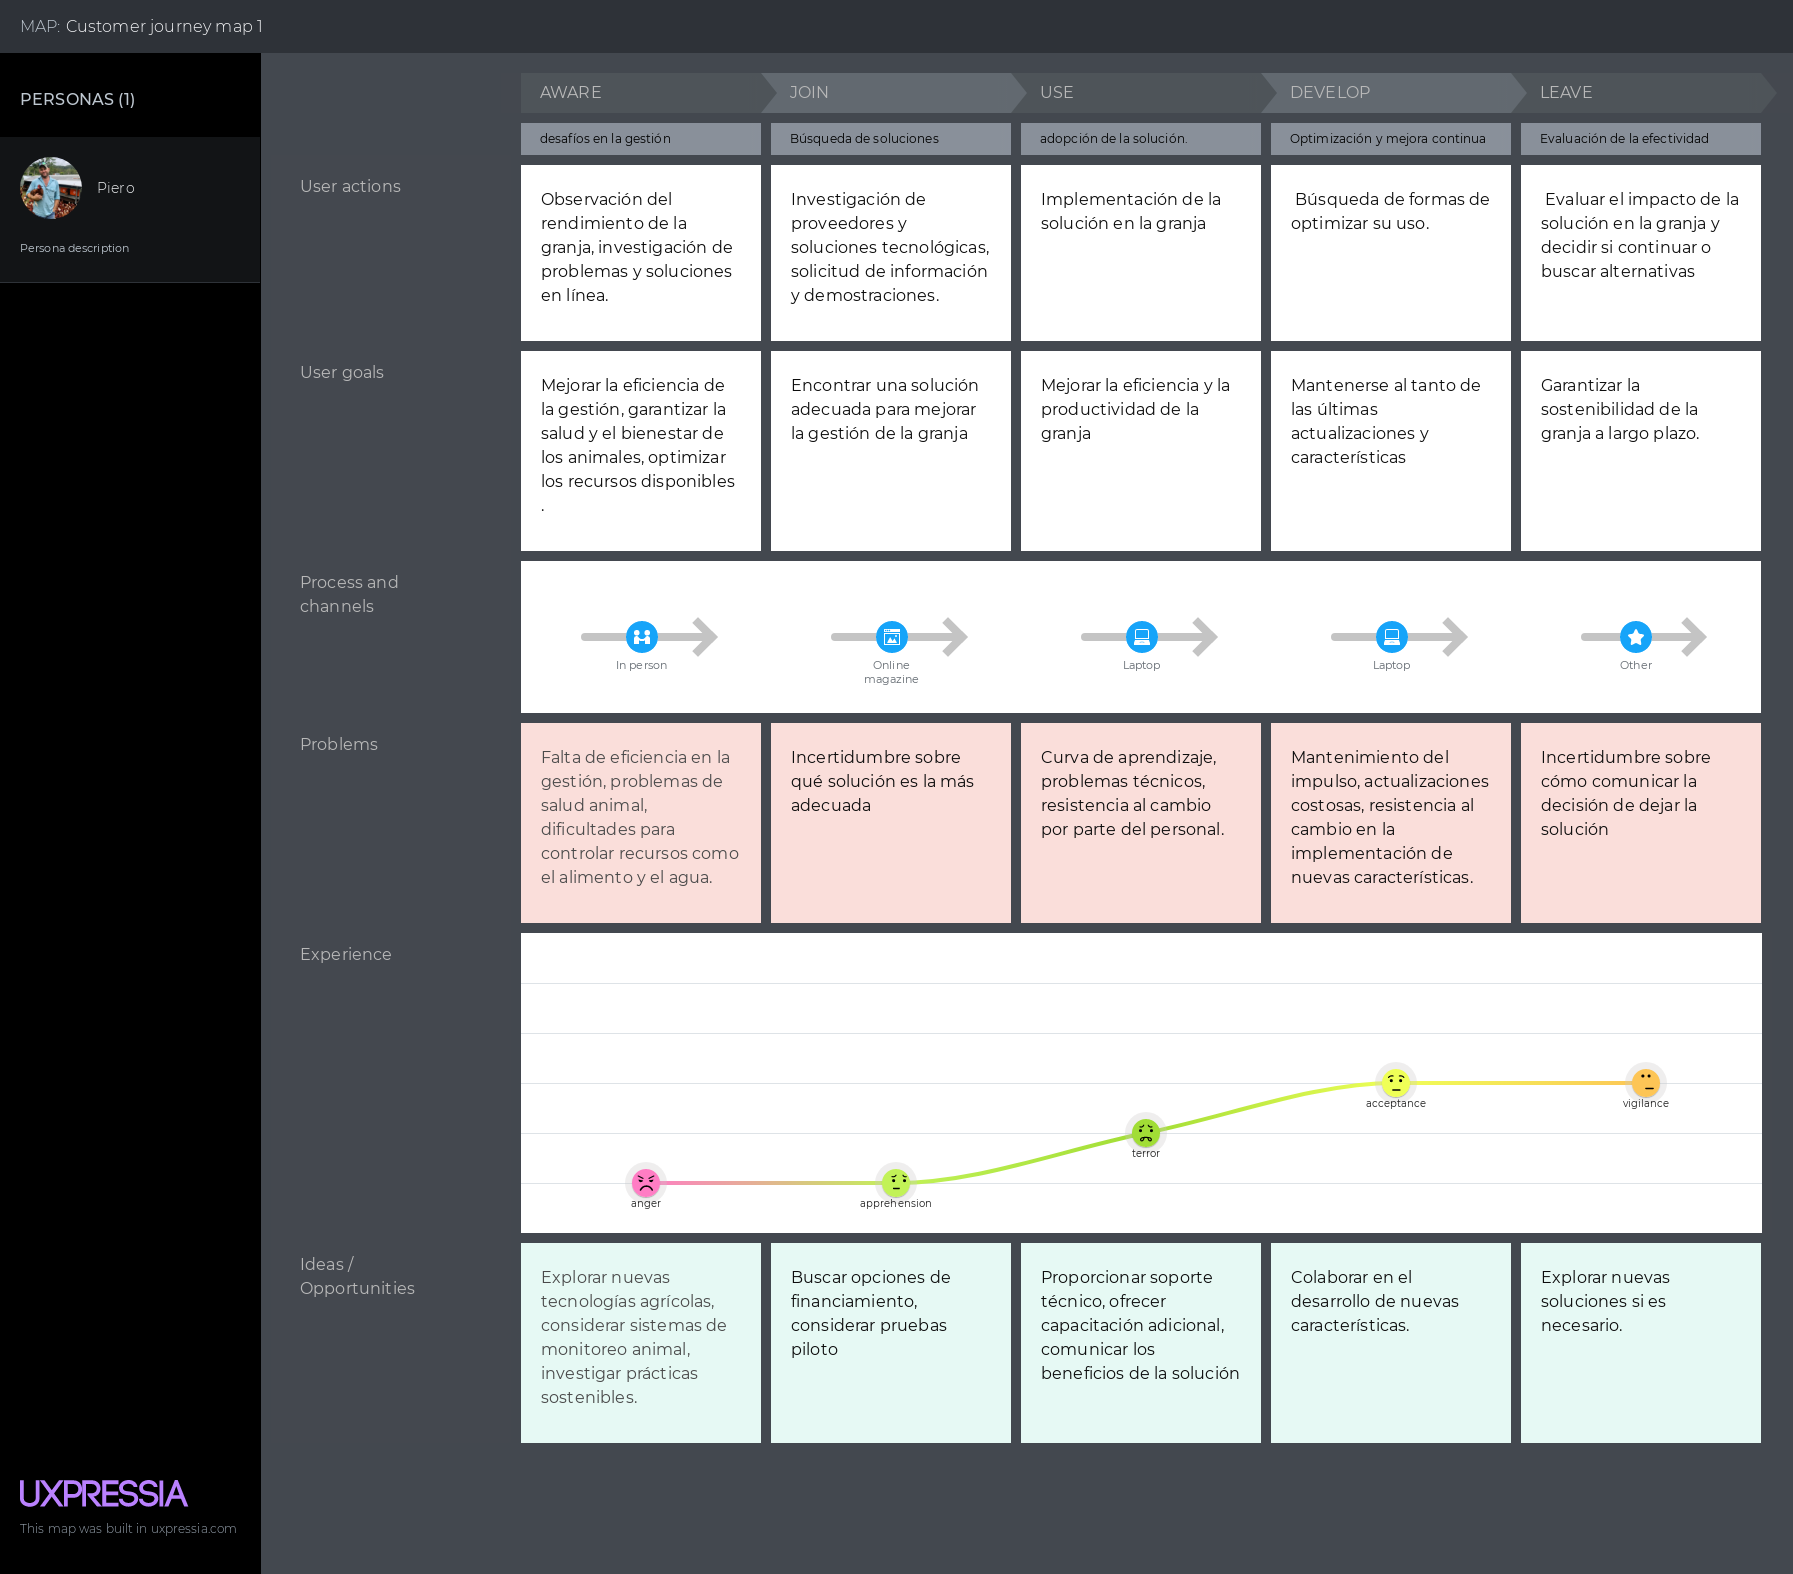 MAP: Customer journey map 1
PERSONAS (1)
Piero
Persona description
AWARE
JOIN
USE
DEVELOP
LEAVE
desafíos en la gestión
Búsqueda de soluciones
adopción de la solución.
Optimización y mejora continua
Evaluación de la efectividad
User actions
Observación del
rendimiento de la
granja, investigación de
problemas y soluciones
en línea.
Investigación de
proveedores y
soluciones tecnológicas,
solicitud de información
y demostraciones.
Implementación de la
solución en la granja
Búsqueda de formas de
optimizar su uso.
Evaluar el impacto de la
solución en la granja y
decidir si continuar o
buscar alternativas
User goals
Mejorar la eficiencia de
la gestión, garantizar la
salud y el bienestar de
los animales, optimizar
los recursos disponibles
.
Encontrar una solución
adecuada para mejorar
la gestión de la granja
Mejorar la eficiencia y la
productividad de la
granja
Mantenerse al tanto de
las últimas
actualizaciones y
características
Garantizar la
sostenibilidad de la
granja a largo plazo.
Process and
channels
In person
Online
magazine
Laptop
Laptop
Other
Problems
Falta de eficiencia en la
gestión, problemas de
salud animal,
dificultades para
controlar recursos como
el alimento y el agua.
Incertidumbre sobre
qué solución es la más
adecuada
Curva de aprendizaje,
problemas técnicos,
resistencia al cambio
por parte del personal.
Mantenimiento del
impulso, actualizaciones
costosas, resistencia al
cambio en la
implementación de
nuevas características.
Incertidumbre sobre
cómo comunicar la
decisión de dejar la
solución
Experience
anger
apprehension
terror
acceptance
vigilance
Ideas /
Opportunities
Explorar nuevas
tecnologías agrícolas,
considerar sistemas de
monitoreo animal,
investigar prácticas
sostenibles.
Buscar opciones de
financiamiento,
considerar pruebas
piloto
Proporcionar soporte
técnico, ofrecer
capacitación adicional,
comunicar los
beneficios de la solución
Colaborar en el
desarrollo de nuevas
características.
Explorar nuevas
soluciones si es
necesario.
UXPRESSIA
This map was built in uxpressia.com